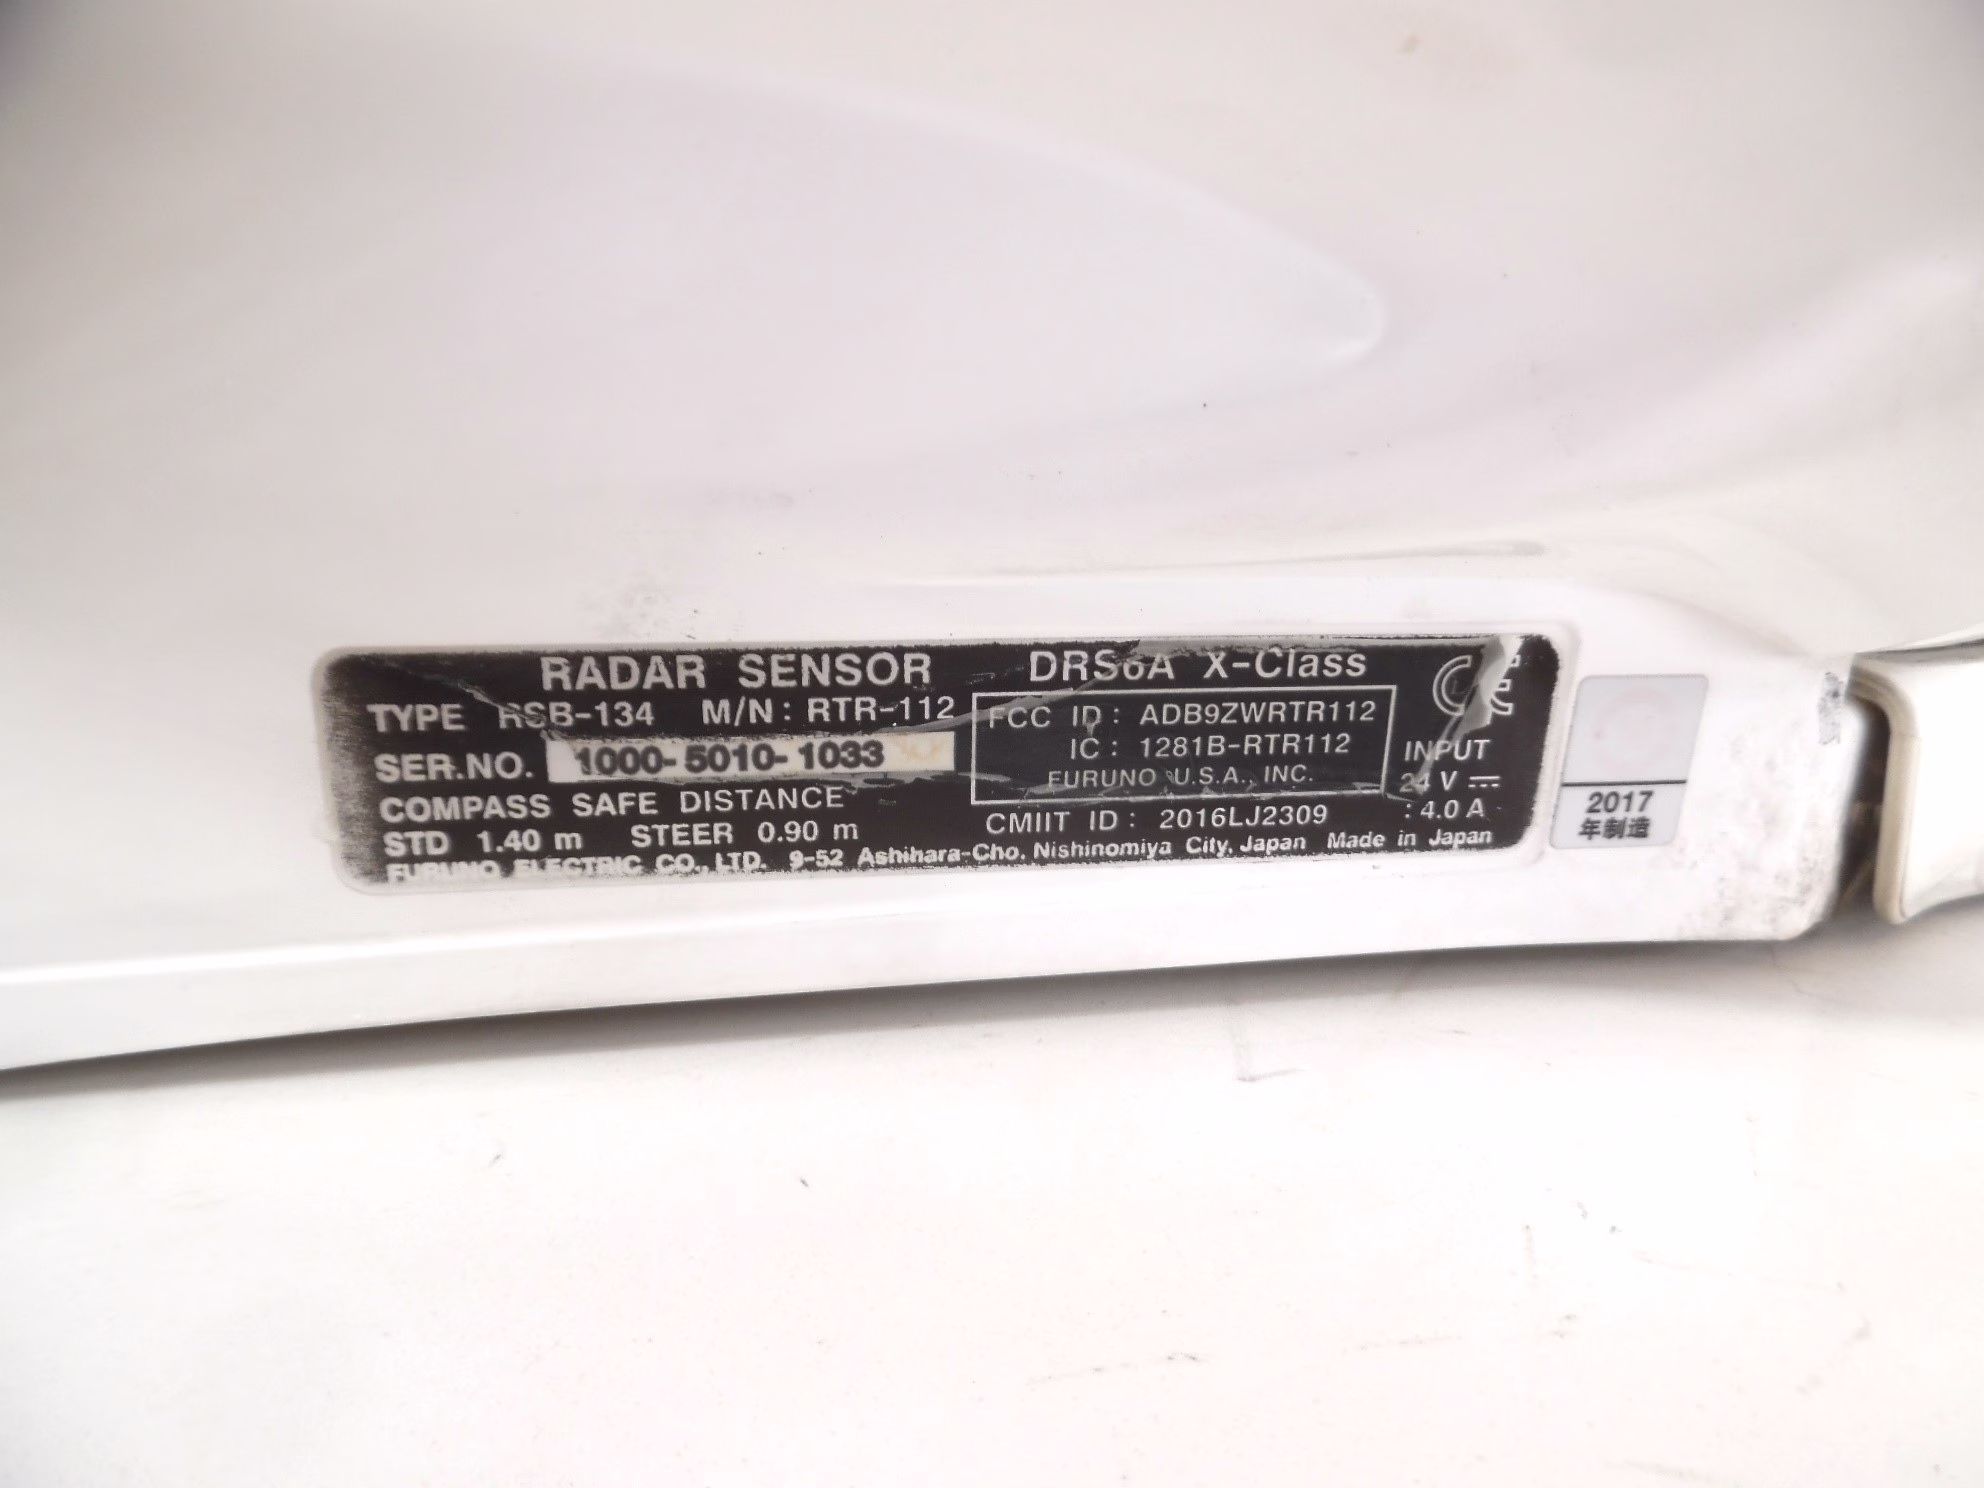 RADAR SENSOR DRS6A X-Class
TYPE RSB-134 M/N: RTR-112
SER.NO. 1000-5010-1033
COMPASS SAFE DISTANCE
STD 1.40 m STEER 0.90 m
FCC ID: ADB9ZWRTR112
IC: 1281B-RTR112
FURUNO U.S.A., INC.
CMIIT ID: 2016LJ2309
CE
INPUT
24 V
: 4.0 A
FURUNO ELECTRIC CO., LTD. 9-52 Ashihara-Cho, Nishinomiya City, Japan Made in Japan
2017
年制造